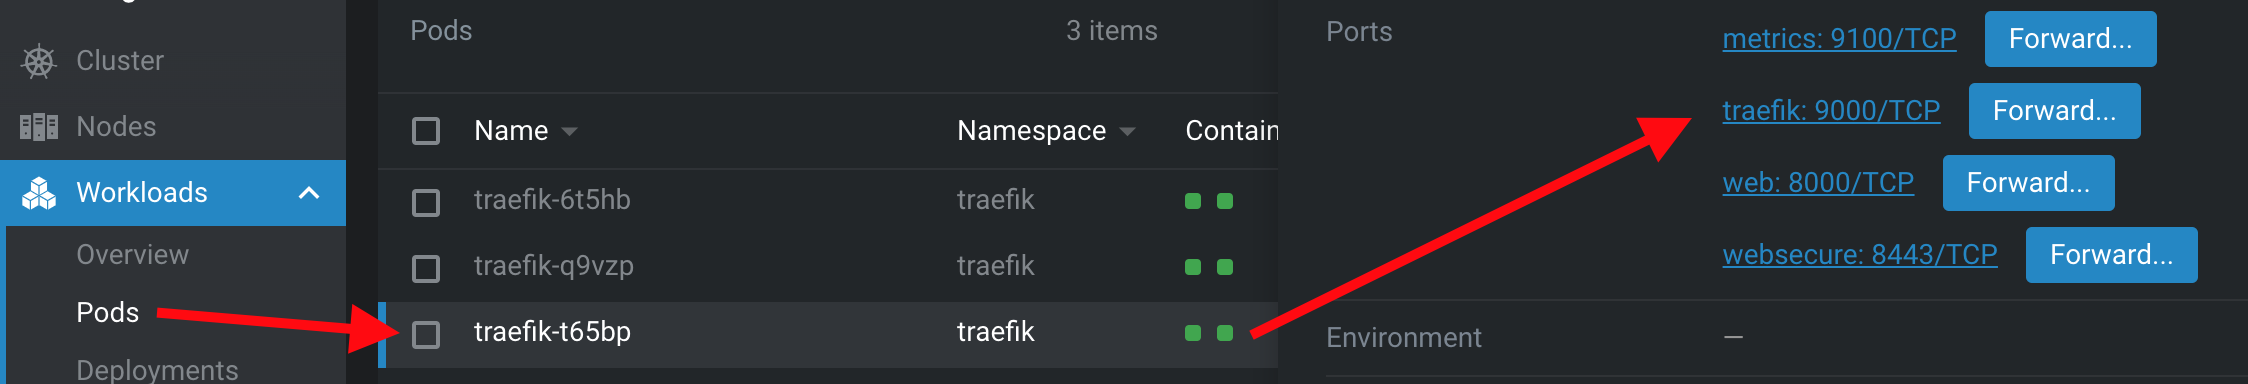 Cluster
Nodes
Workloads
Overview
Pods
Deployments
Pods 3 items
Name Namespace Contain
traefik-6t5hb traefik
traefik-q9vzp traefik
traefik-t65bp traefik
Ports
metrics: 9100/TCP Forward...
traefik: 9000/TCP Forward...
web: 8000/TCP Forward...
websecure: 8443/TCP Forward...
Environment —